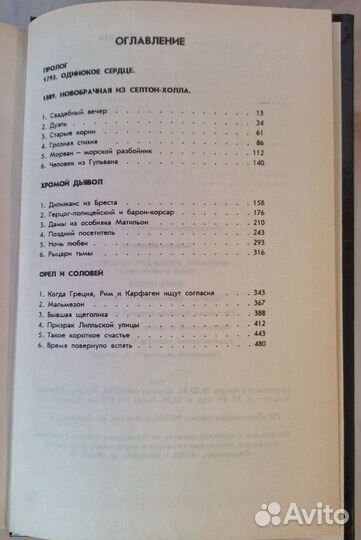 ОГЛАВЛЕНИЕ
ПРОЛОГ
1793. ОДИНОКОЕ СЕРДЦЕ.
1809. НОВОБРАЧНАЯ ИЗ СЕЛТОН-ХОЛЛА.
1. Свадебный вечер 13
2. Дуэль 34
3. Старые корни 61
4. Грозная стихия 86
5. Морван — морской разбойник 112
6. Человек из Гульвана 140
ХРОМОЙ ДЬЯВОЛ
1. Дилижанс из Бреста 158
2. Герцог-полицейский и барон-корсар 176
3. Дамы из особняка Матильон 210
4. Поздний посетитель 243
5. Ночь любви 293
6. Рыцари тьмы 316
ОРЕЛ И СОЛОВЕЙ
1. Когда Греция, Рим и Карфаген ищут согласия 343
2. Мальмезон 367
3. Бывшая щеголиха 388
4. Призрак Лилльской улицы 412
5. Такое короткое счастье 443
6. Время повернуло вспять 480
Avito